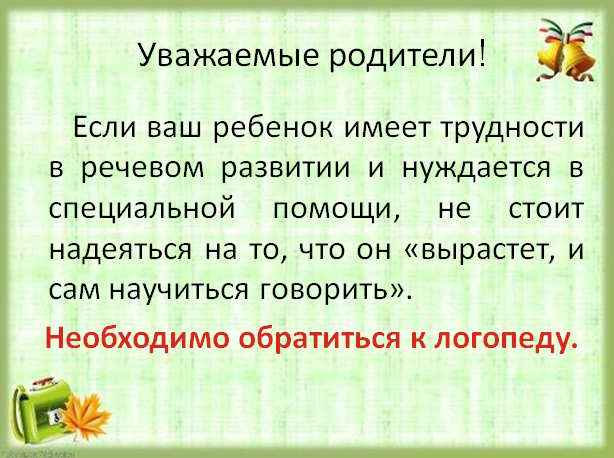 Уважаемые родители!
Если ваш ребенок имеет трудности
в речевом развитии и нуждается в
специальной помощи, не стоит
надеяться на то, что он «вырастет, и
сам научиться говорить».
Необходимо обратиться к логопеду.